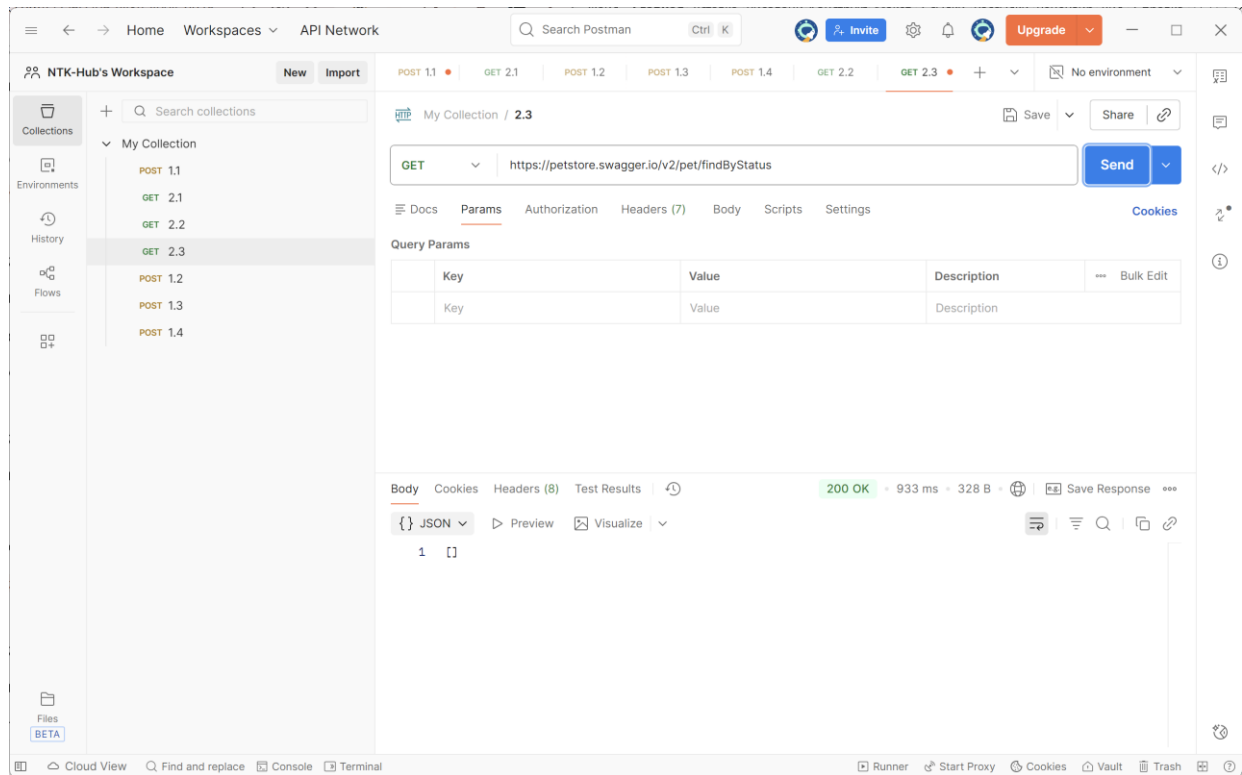 Home Workspaces API Network Search Postman Ctrl K Invite Upgrade
NTK-Hub's Workspace New Import POST 1.1 GET 2.1 POST 1.2 POST 1.3 POST 1.4 GET 2.2 GET 2.3 No environment
Collections
Search collections
HTTP My Collection / 2.3 Save Share
My Collection
POST 1.1
GET 2.1
GET 2.2
GET 2.3
POST 1.2
POST 1.3
POST 1.4
Environments
History
Flows
GET https://petstore.swagger.io/v2/pet/findByStatus Send
Docs Params Authorization Headers (7) Body Scripts Settings Cookies
Query Params
Key Value Description Bulk Edit
Key Value Description
Body Cookies Headers (8) Test Results 200 OK 933 ms 328 B Save Response
{} JSON Preview Visualize
1 []
Files
BETA
Cloud View Find and replace Console Terminal Runner Start Proxy Cookies Vault Trash